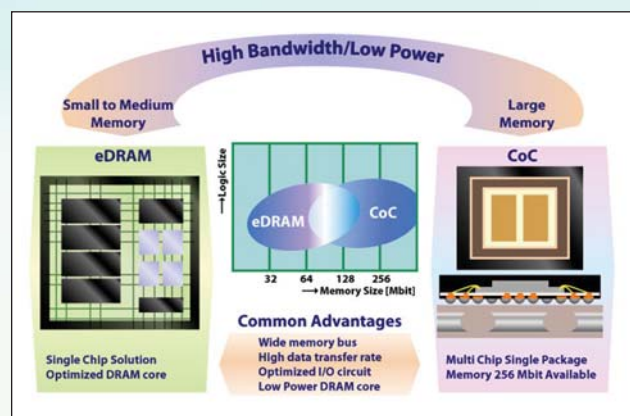 High Bandwidth/Low Power
Small to Medium
Memory
Large
Memory
eDRAM
CoC
Logic Size
eDRAM
CoC
32 64 128 256
Memory Size [Mbit]
Single Chip Solution
Optimized DRAM core
Common Advantages
Wide memory bus
High data transfer rate
Optimized I/O circuit
Low Power DRAM core
Multi Chip Single Package
Memory 256 Mbit Available